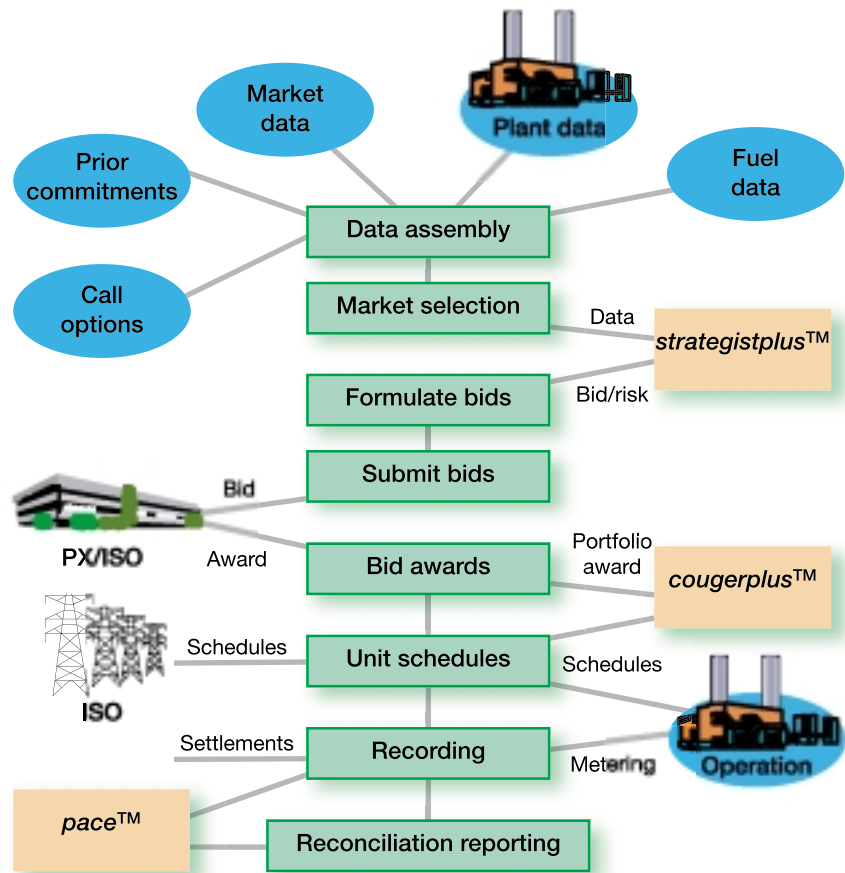 Market
data
Plant data
Prior
commitments
Fuel
data
Data assembly
Call
options
Market selection
Data
strategistplus™
Formulate bids
Bid/risk
Submit bids
Bid
PX/ISO
Award
Bid awards
Portfolio
award
cougerplus™
Schedules
Unit schedules
Schedules
ISO
Settlements
Recording
Metering
Operation
pace™
Reconciliation reporting